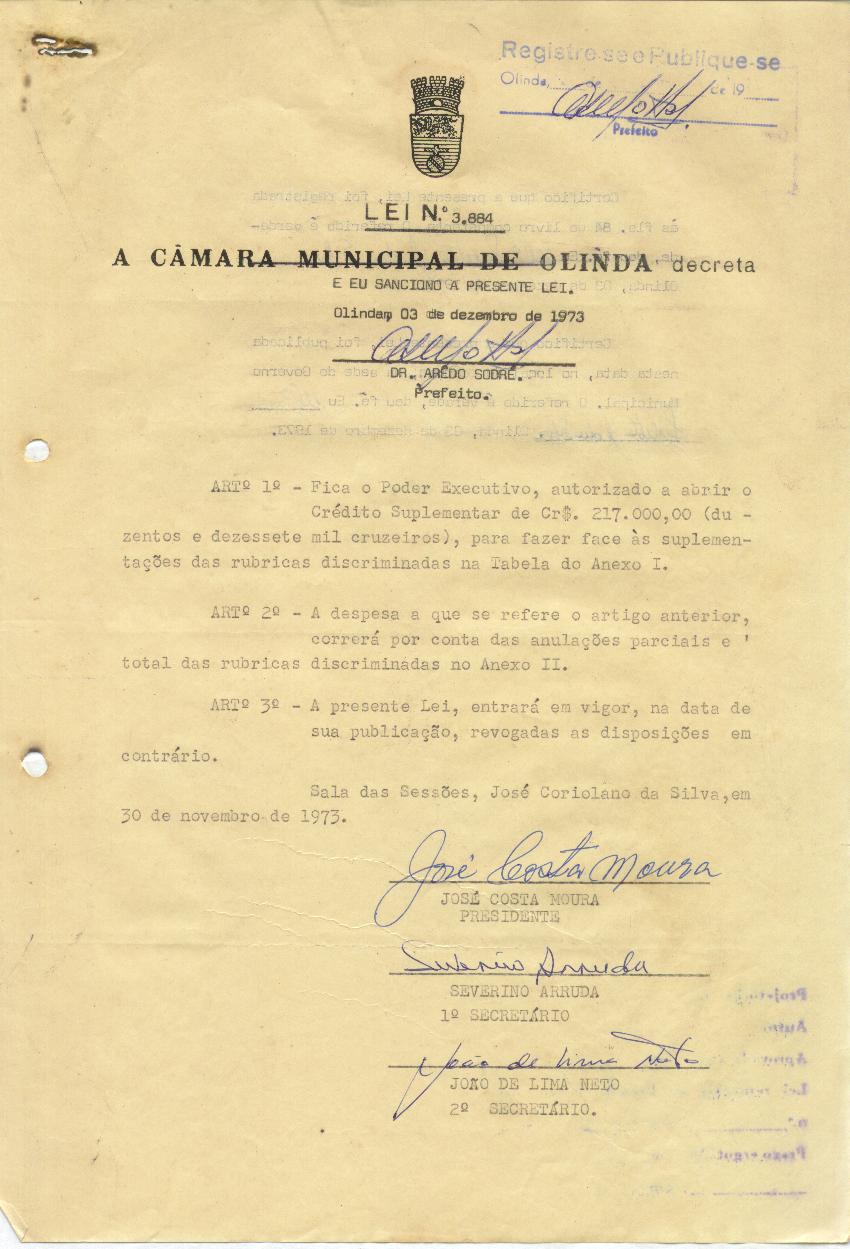 Registre-se e Publique-se
Olinda, de 19
Prefeito
LEI N.º 3.884
A CÂMARA MUNICIPAL DE OLINDA decreta
E EU SANCIONO A PRESENTE LEI.
Olinda, 03 de dezembro de 1973
DR. ARÊDO SODRÉ.
Prefeito.
ARTº 1º - Fica o Poder Executivo, autorizado a abrir o
Crédito Suplementar de Cr$. 217.000,00 (du -
zentos e dezessete mil cruzeiros), para fazer face às suplemen-
tações das rubricas discriminadas na Tabela do Anexo I.
ARTº 2º - A despesa a que se refere o artigo anterior,
correrá por conta das anulações parciais e '
total das rubricas discriminadas no Anexo II.
ARTº 3º - A presente Lei, entrará em vigor, na data de
sua publicação, revogadas as disposições em
contrário.
Sala das Sessões, José Coriolano da Silva,em
30 de novembro de 1973.
José Costa Moura
JOSÉ COSTA MOURA
PRESIDENTE
Severino Arruda
SEVERINO ARRUDA
1º SECRETÁRIO
João de Lima Neto
JOÃO DE LIMA NETO
2º SECRETÁRIO.